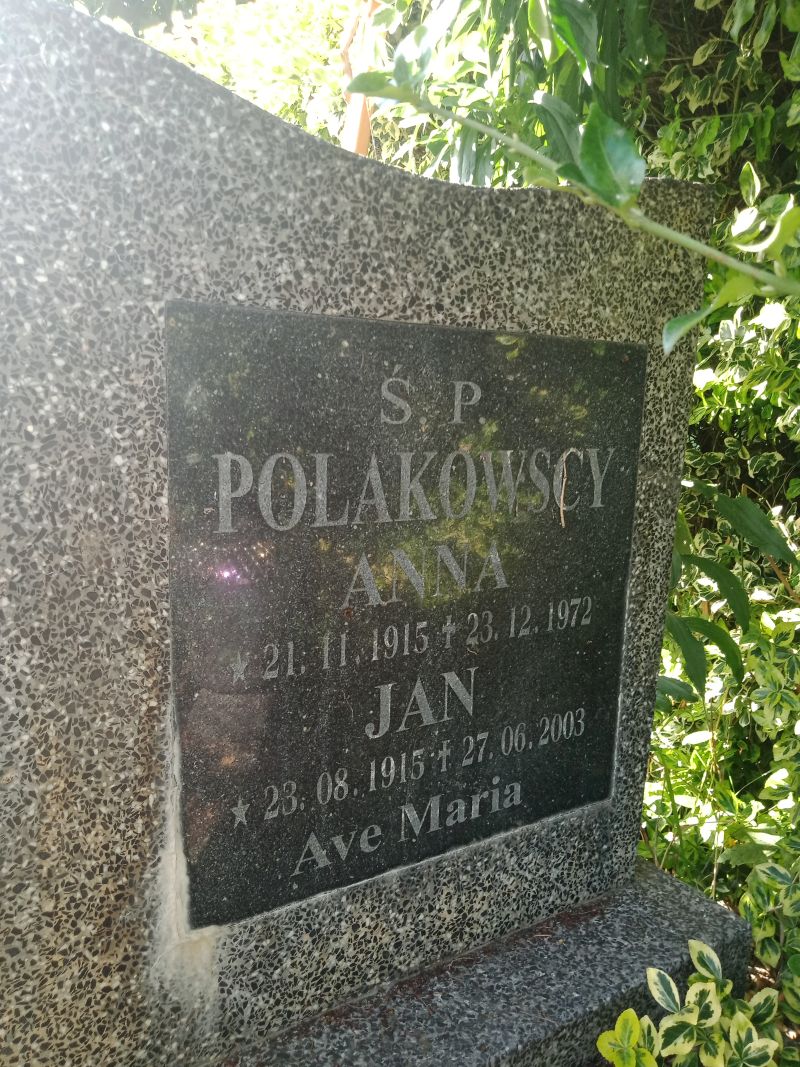 Ś. P.
POLAKOWSCY
ANNA
★ 21. 11. 1915 ✝ 23. 12. 1972
JAN
★ 23. 08. 1915 ✝ 27. 06. 2003
Ave Maria